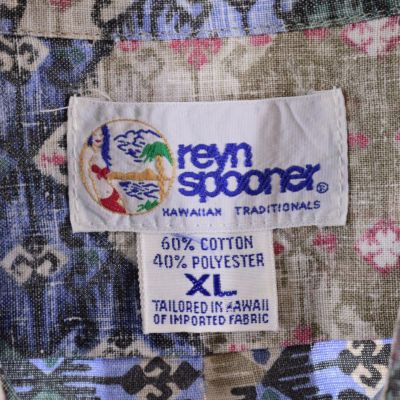 reyn
spooner®
HAWAIIAN TRADITIONALS
60% COTTON
40% POLYESTER
XL
TAILORED IN HAWAII
OF IMPORTED FABRIC